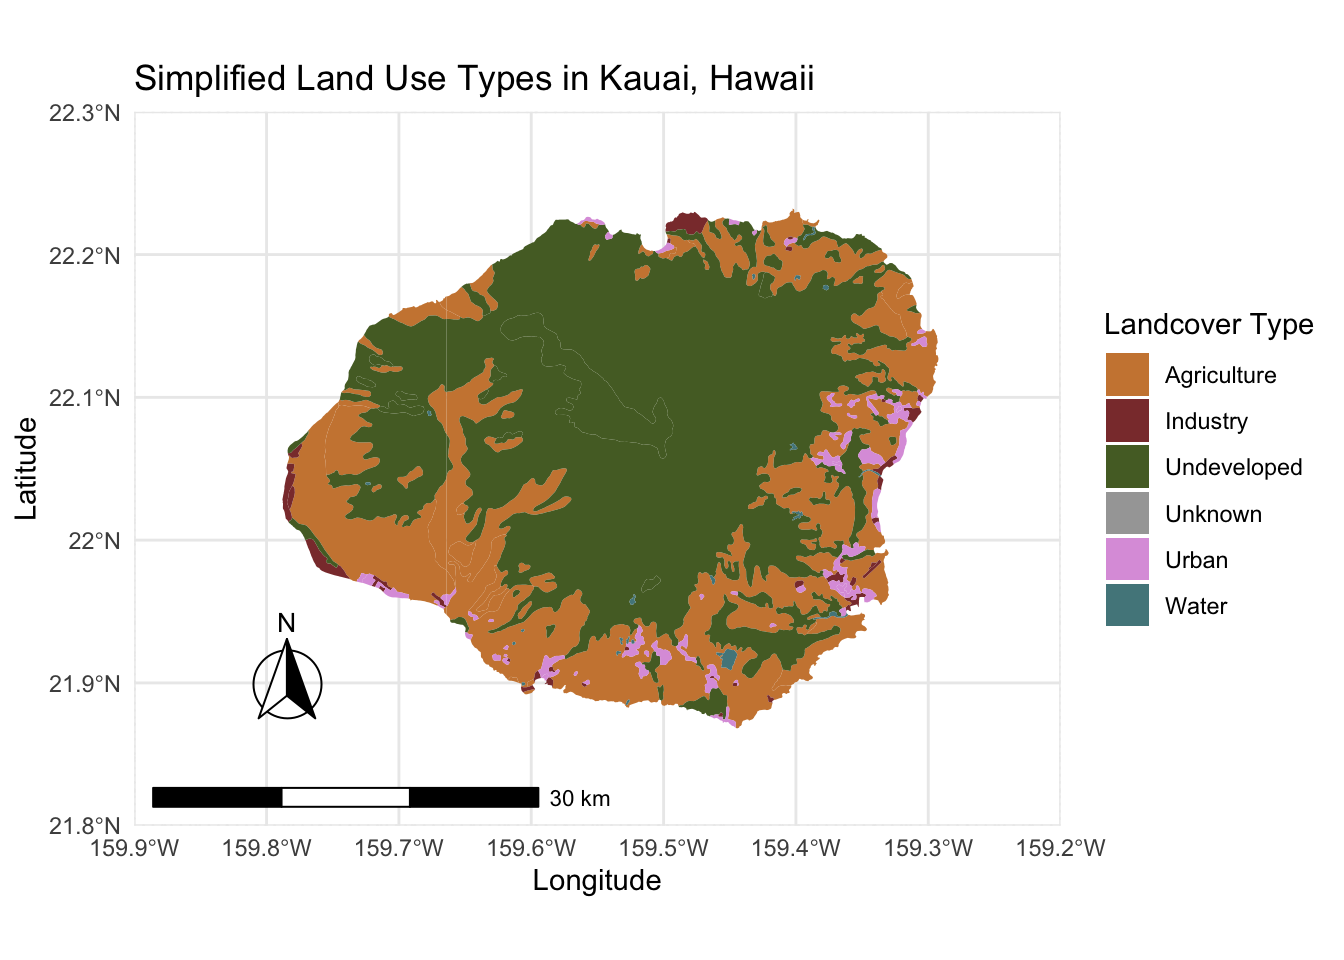 Simplified Land Use Types in Kauai, Hawaii
22.3°N
22.2°N
22.1°N
22°N
21.9°N
21.8°N
Latitude
N
30 km
159.9°W 159.8°W 159.7°W 159.6°W 159.5°W 159.4°W 159.3°W 159.2°W
Longitude
Landcover Type
Agriculture
Industry
Undeveloped
Unknown
Urban
Water